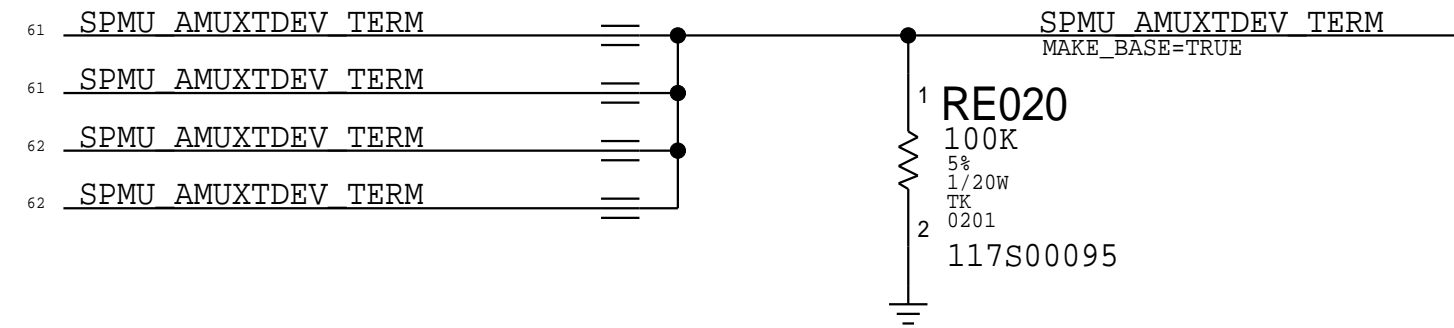 61 SPMU_AMUXTDEV_TERM
SPMU_AMUXTDEV_TERM
MAKE_BASE=TRUE
61 SPMU_AMUXTDEV_TERM
62 SPMU_AMUXTDEV_TERM
62 SPMU_AMUXTDEV_TERM
1
RE020
100K
5%
1/20W
TK
0201
2
117S00095